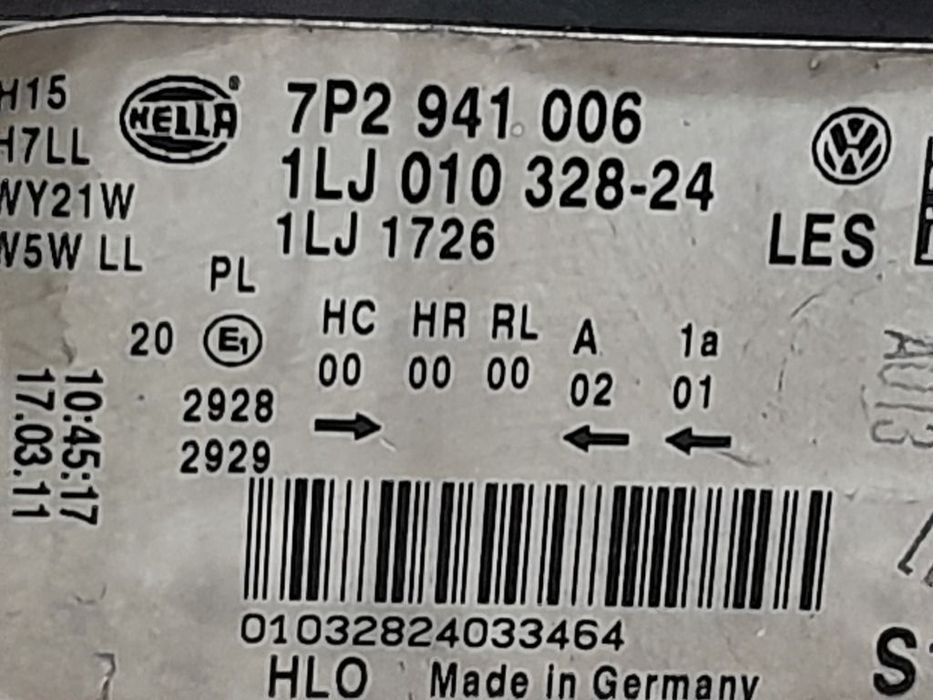 H15
H7LL
WY21W
W5W LL
HELLA
7P2 941 006
1LJ 010 328-24
1LJ 1726
LES
PL
20 E1
2928
2929
HC HR RL A 1a
00 00 00 02 01
10:45:17
17.03.11
A013
01032824033464
HLO Made in Germany